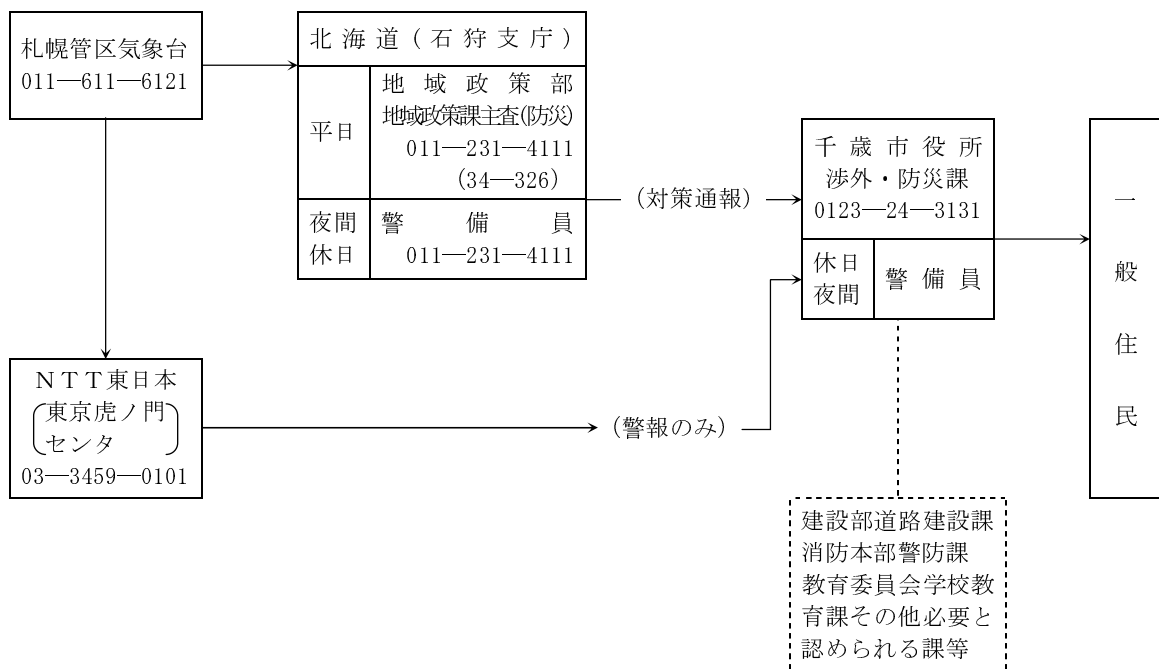 札幌管区気象台
011―611―6121
北海道(石狩支庁)
平日
地域政策部
地域政策課主査(防災)
011―231―4111
(34―326)
夜間
休日
警備員
011―231―4111
(対策通報)
千歳市役所
渉外・防災課
0123―24―3131
休日
夜間
警備員
一般住民
NTT東日本
東京虎ノ門
センタ
03―3459―0101
(警報のみ)
建設部道路建設課
消防本部警防課
教育委員会学校教
育課その他必要と
認められる課等